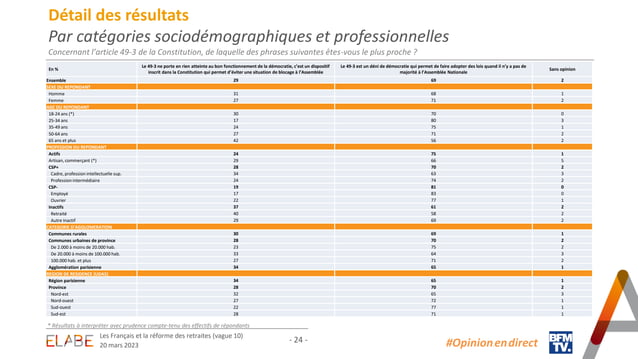 Détail des résultats
Par catégories sociodémographiques et professionnelles
Concernant l'article 49-3 de la Constitution, de laquelle des phrases suivantes êtes-vous le plus proche ?
En % Le 49-3 ne porte en rien atteinte au bon fonctionnement de la démocratie, c'est un dispositif inscrit dans la Constitution qui permet d'éviter une situation de blocage à l'Assemblée Le 49-3 est un déni de démocratie qui permet de faire adopter des lois quand il n'y a pas de majorité à l'Assemblée Nationale Sans opinion
Ensemble 29 69 2
SEXE DU REPONDANT
Homme 31 68 1
Femme 27 71 2
AGE DU REPONDANT
18-24 ans (*) 30 70 0
25-34 ans 17 80 3
35-49 ans 24 75 1
50-64 ans 27 71 2
65 ans et plus 42 56 2
PROFESSION DU REPONDANT
Actifs 24 75 1
Artisan, commerçant (*) 29 66 5
CSP+ 28 70 2
Cadre, profession intellectuelle sup. 34 63 3
Profession intermédiaire 24 74 2
CSP- 19 81 0
Employé 17 83 0
Ouvrier 22 77 1
Inactifs 37 61 2
Retraité 40 58 2
Autre inactif 29 69 2
CATEGORIE D'AGGLOMERATION
Communes rurales 30 69 1
Communes urbaines de province 28 70 2
De 2.000 à moins de 20.000 hab. 23 75 2
De 20.000 à moins de 100.000 hab. 33 64 3
100.000 hab. et plus 27 71 2
Agglomération parisienne 34 65 1
REGION DE RESIDENCE (UDA5)
Région parisienne 34 65 1
Province 28 70 2
Nord-est 32 65 3
Nord-ouest 27 72 1
Sud-ouest 22 77 1
Sud-est 28 71 1
* Résultats à interpréter avec prudence compte-tenu des effectifs de répondants
ELABE
Les Français et la réforme des retraites (vague 10)
20 mars 2023
- 24 -
#Opinion en direct
BFM
TV.